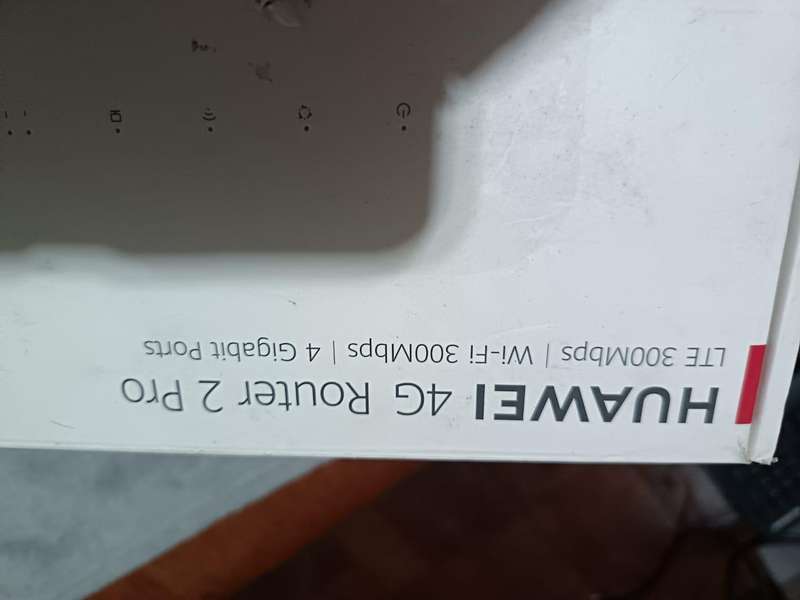 HUAWEI 4G Router 2 Pro
LTE 300Mbps | Wi-Fi 300Mbps | 4 Gigabit Ports